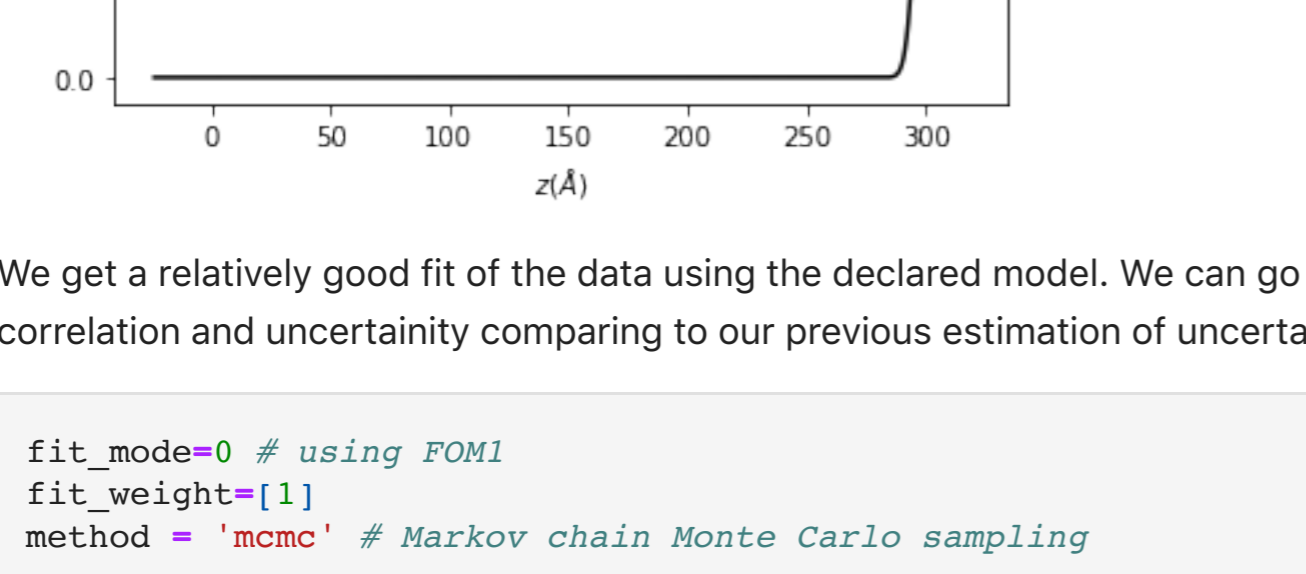 0.0
0 50 100 150 200 250 300
z(Å)
We get a relatively good fit of the data using the declared model. We can go
correlation and uncertainity comparing to our previous estimation of uncerta
fit_mode=0 # using FOM1
fit_weight=[1]
method = 'mcmc' # Markov chain Monte Carlo sampling